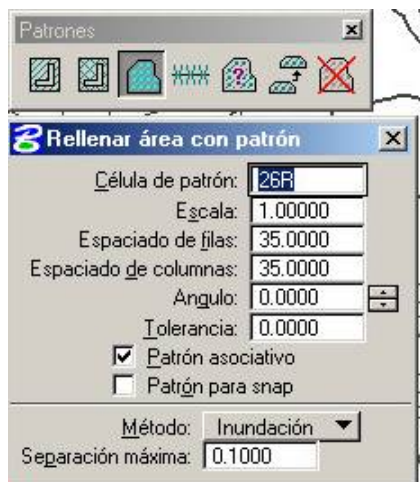 Patrones
Rellenar área con patrón
Célula de patrón: 26R
Escala: 1.00000
Espaciado de filas: 35.0000
Espaciado de columnas: 35.0000
Angulo: 0.0000
Tolerancia: 0.0000
Patrón asociativo
Patrón para snap
Método: Inundación
Separación máxima: 0.1000